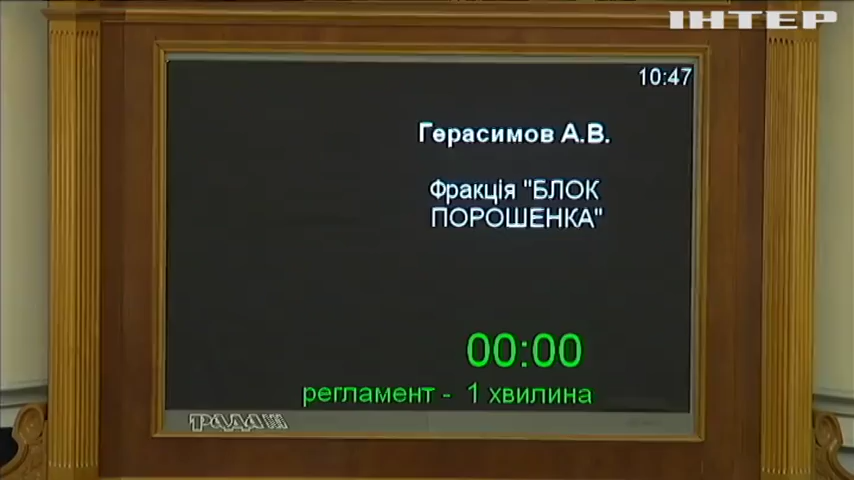 ІНТЕР
10:47
Герасимов А.В.
Фракція "БЛОК
ПОРОШЕНКА"
00:00
регламент - 1 хвилина
РАДА